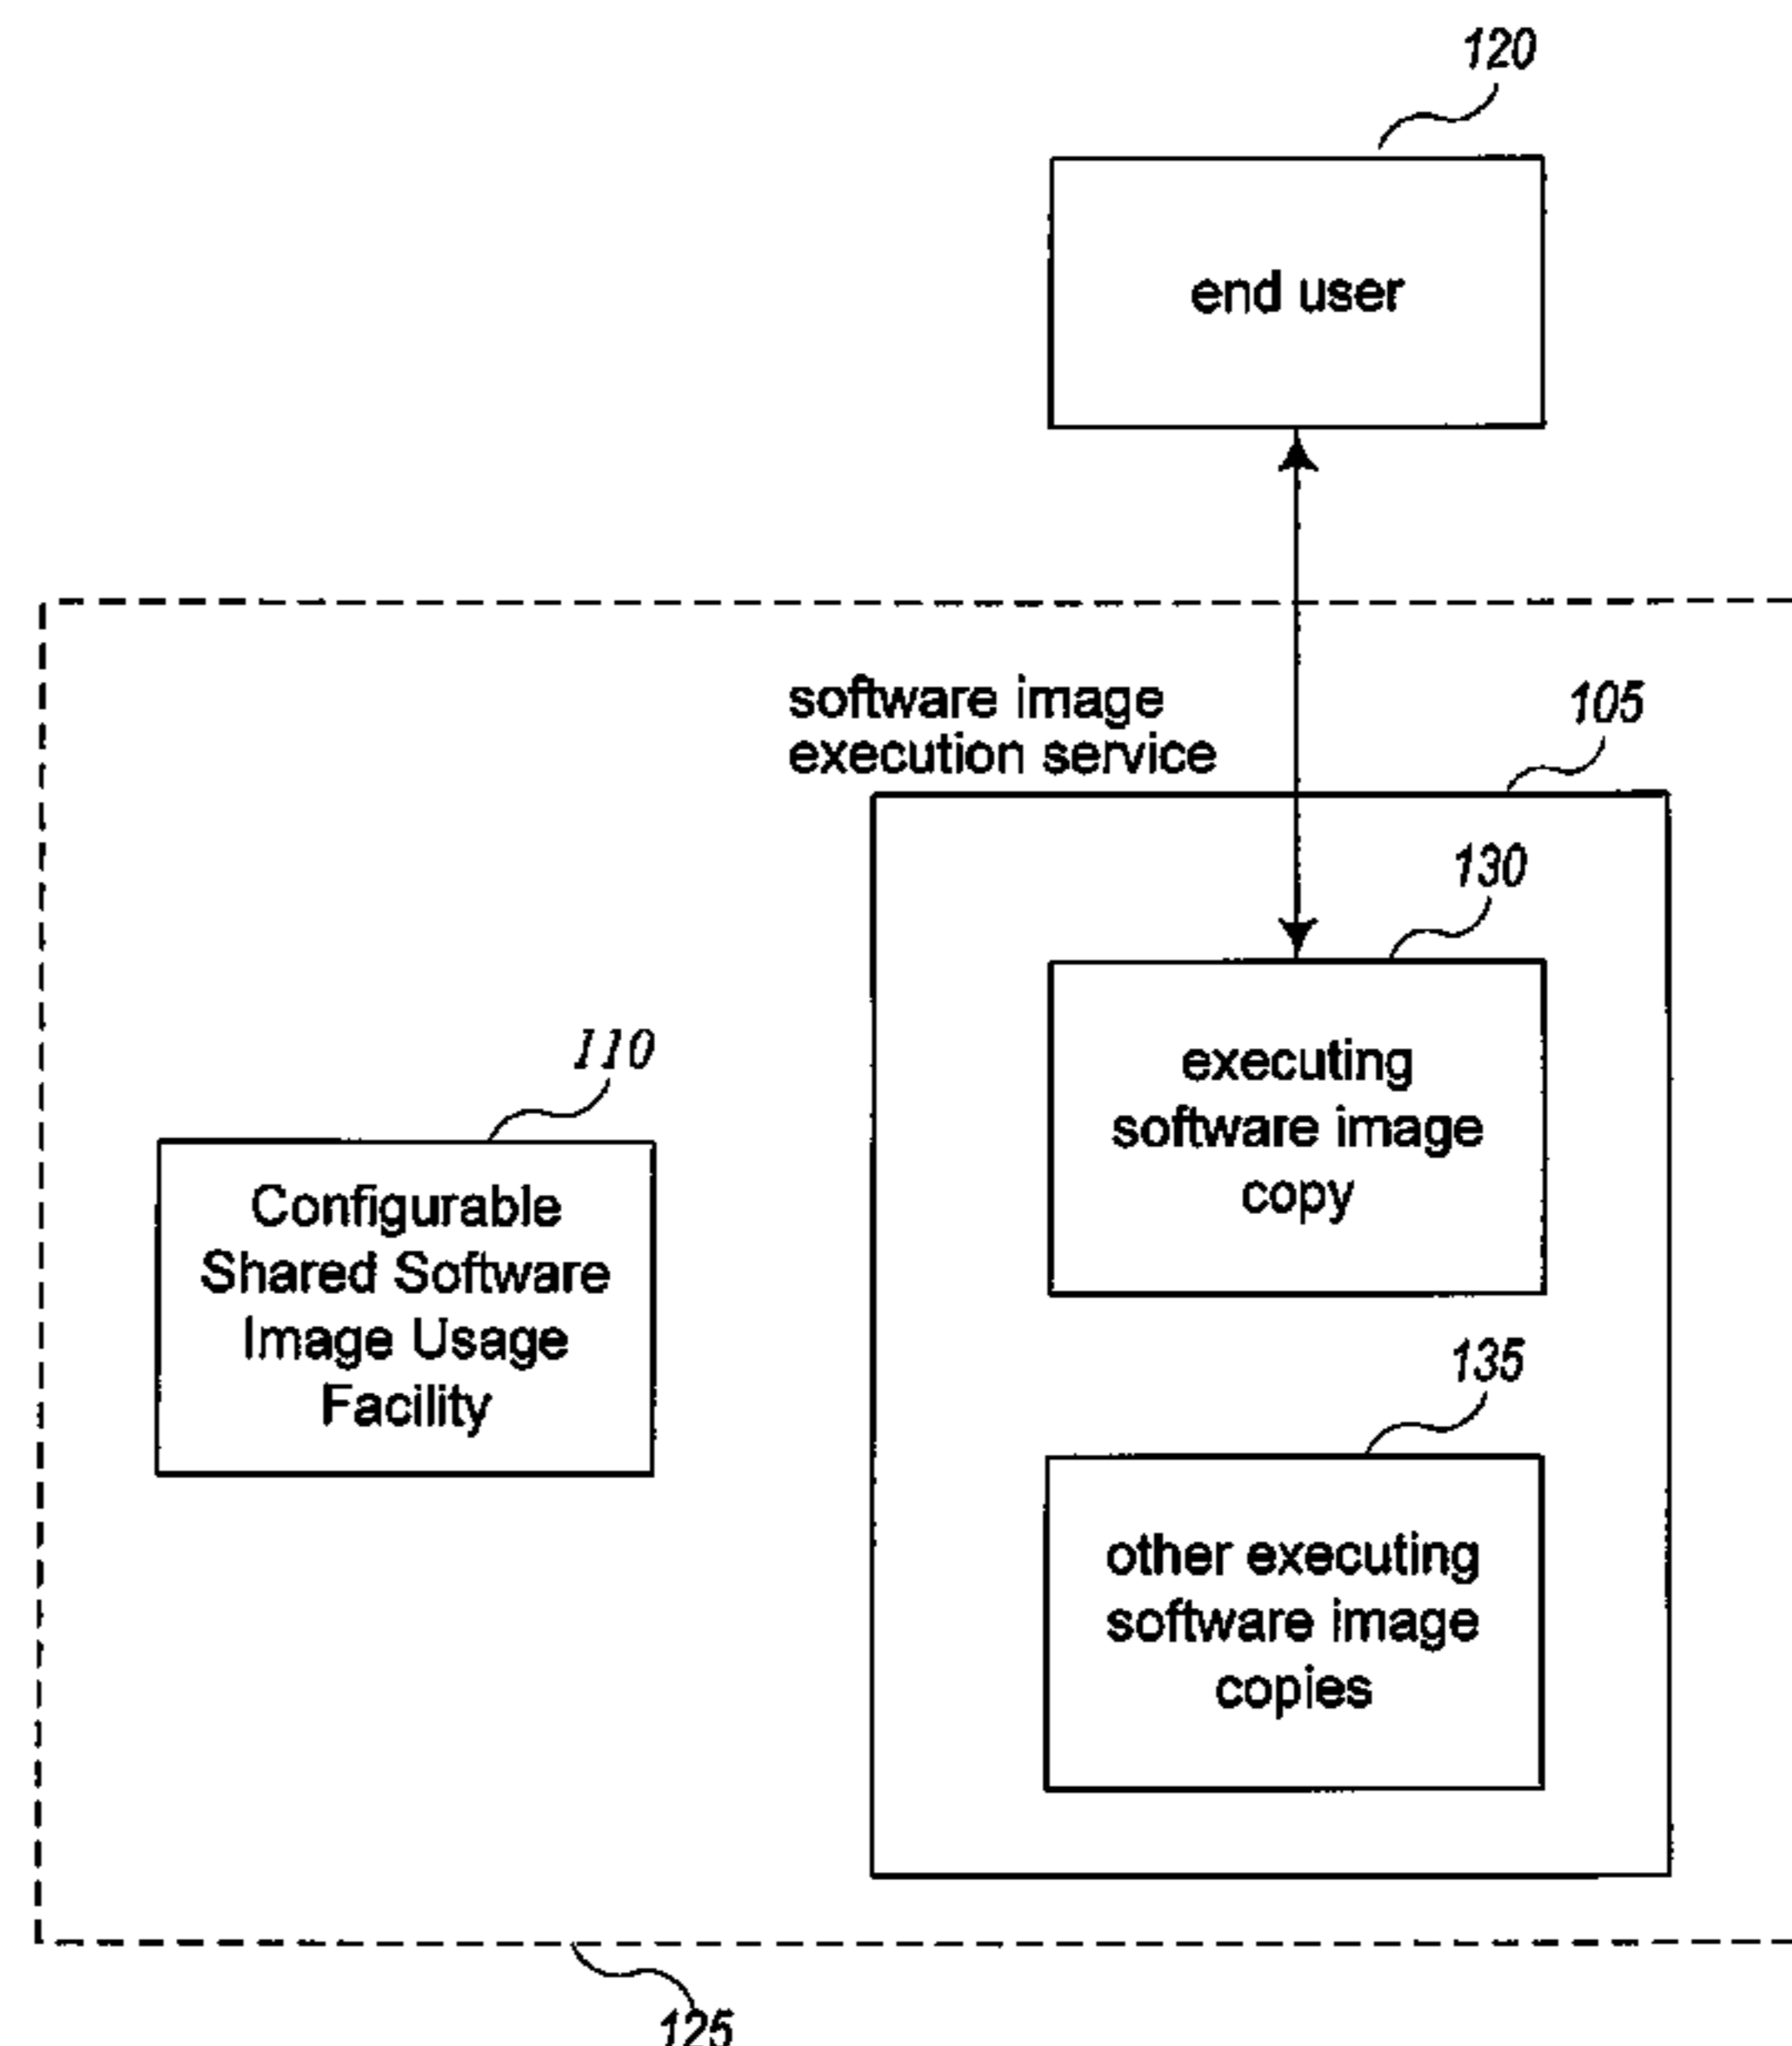 120
end user
software image
execution service
105
130
executing
software image
copy
110
Configurable
Shared Software
Image Usage
Facility
135
other executing
software image
copies
125